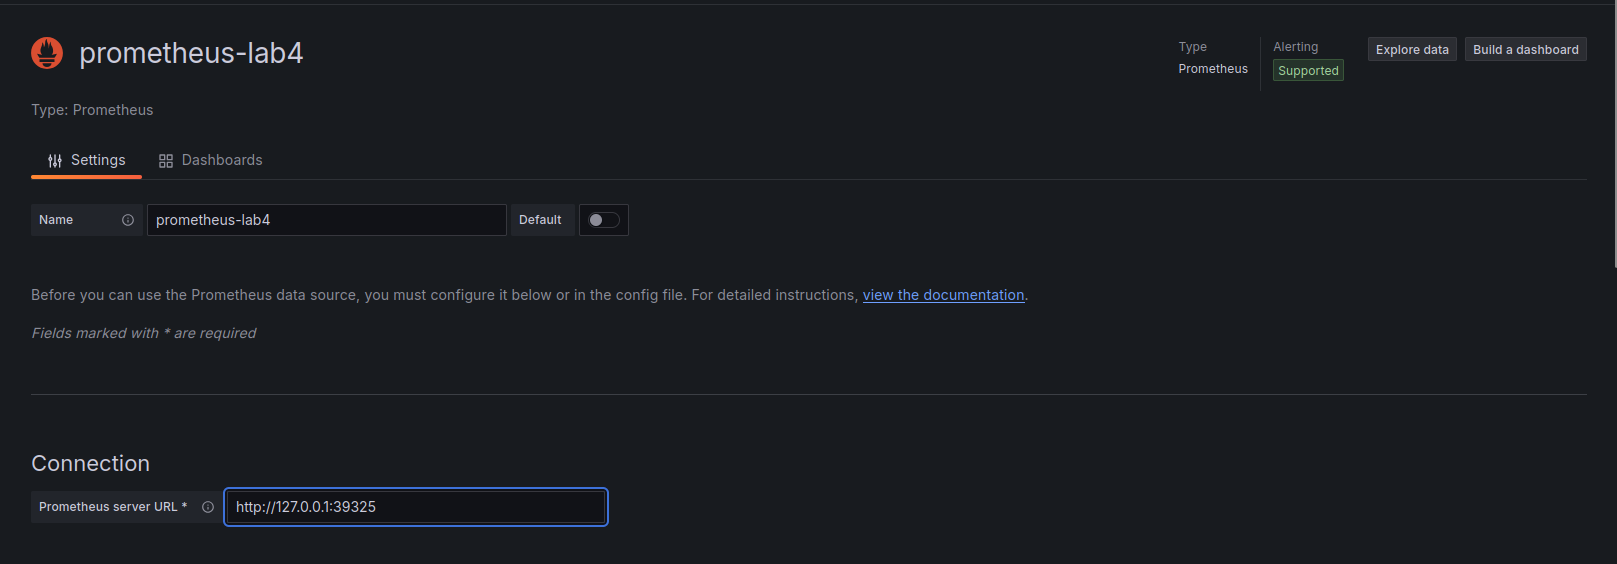 prometheus-lab4
Type
Prometheus
Alerting
Supported
Explore data
Build a dashboard
Type: Prometheus
Settings
Dashboards
Name
prometheus-lab4
Default
Before you can use the Prometheus data source, you must configure it below or in the config file. For detailed instructions, view the documentation.
Fields marked with * are required
Connection
Prometheus server URL *
http://127.0.0.1:39325